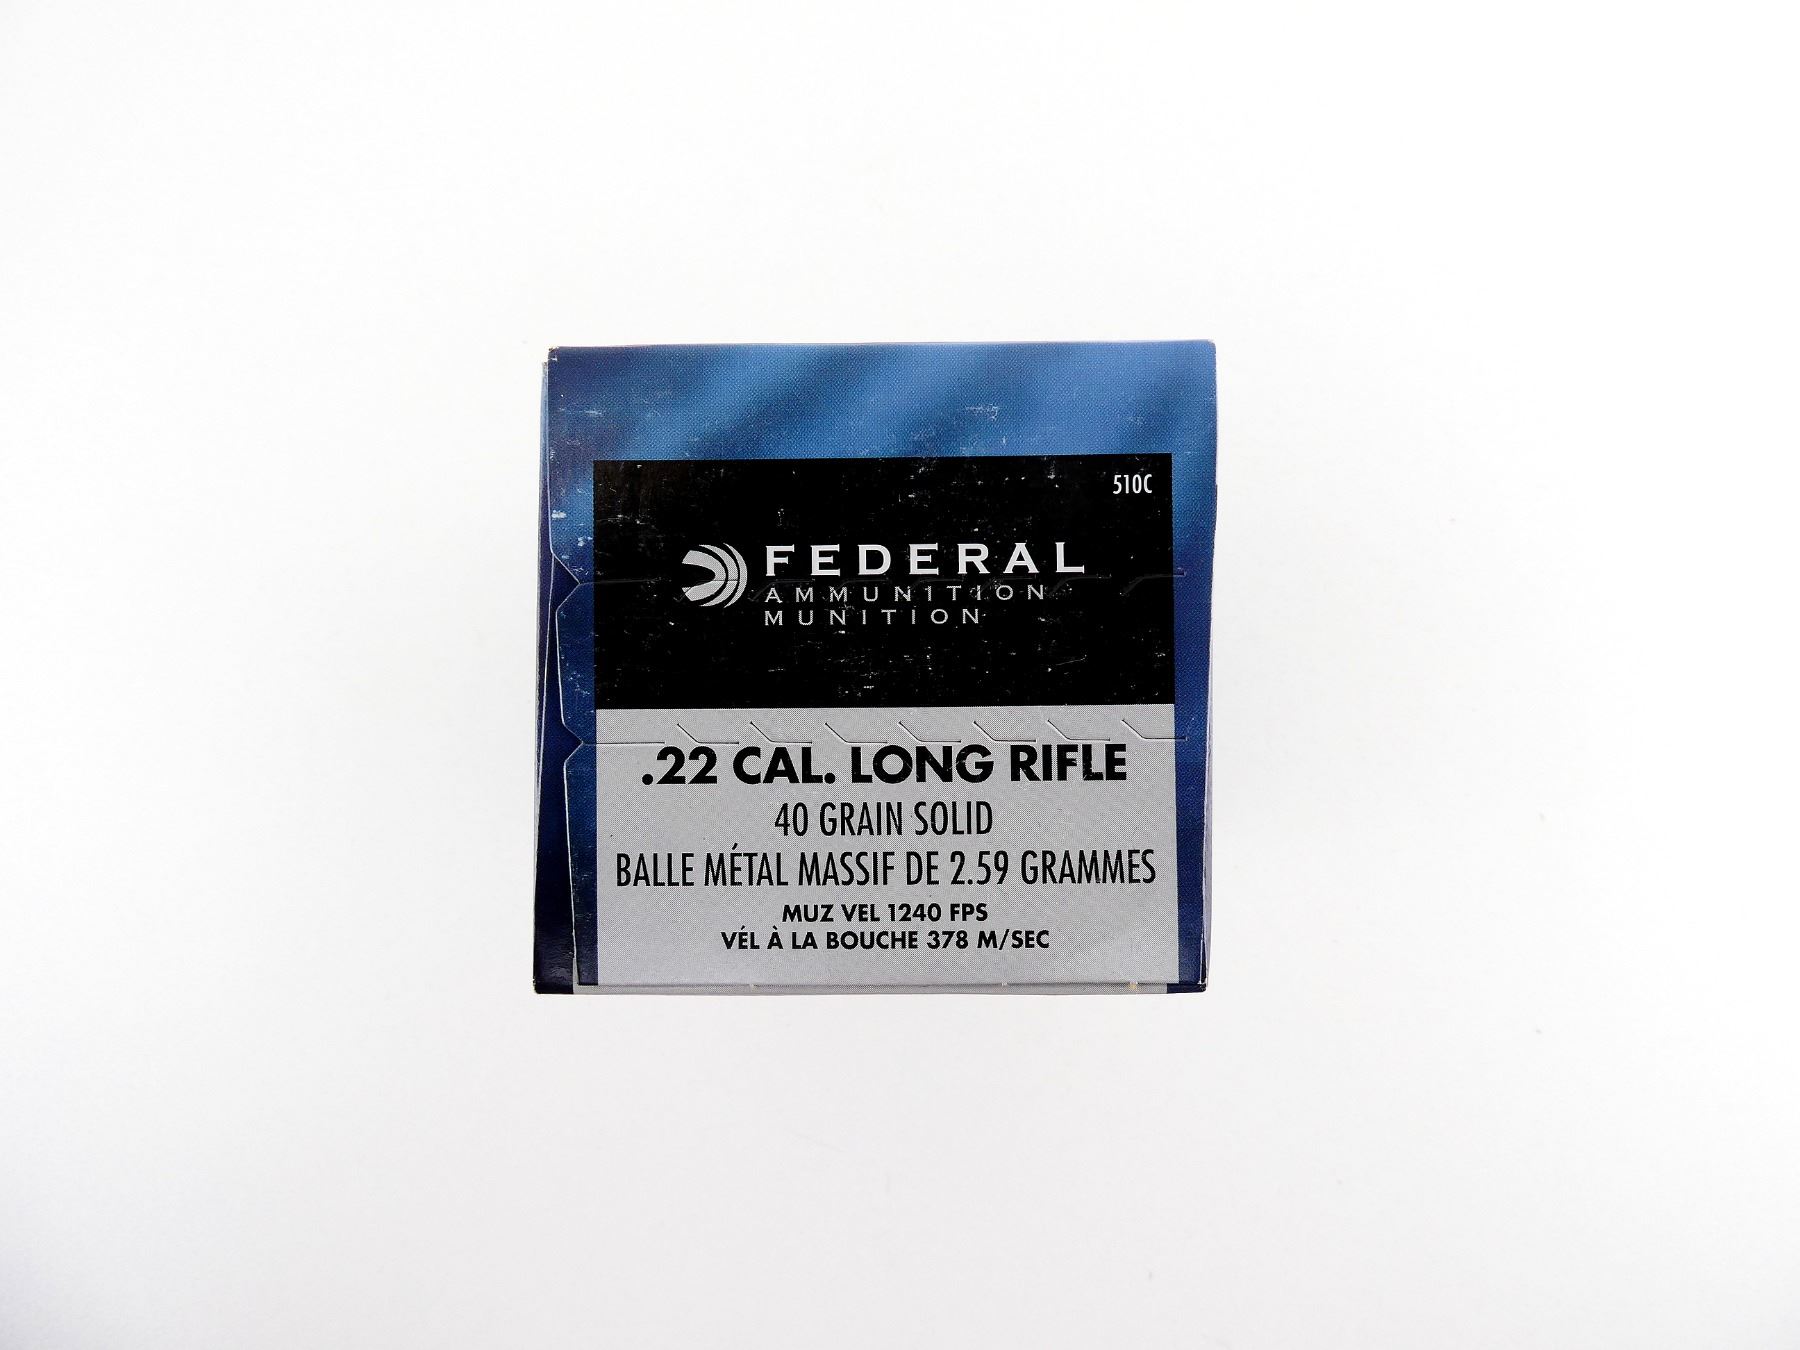 510C
FEDERAL
AMMUNITION
MUNITION
.22 CAL. LONG RIFLE
40 GRAIN SOLID
BALLE MÉTAL MASSIF DE 2.59 GRAMMES
MUZ VEL 1240 FPS
VÉL À LA BOUCHE 378 M/SEC